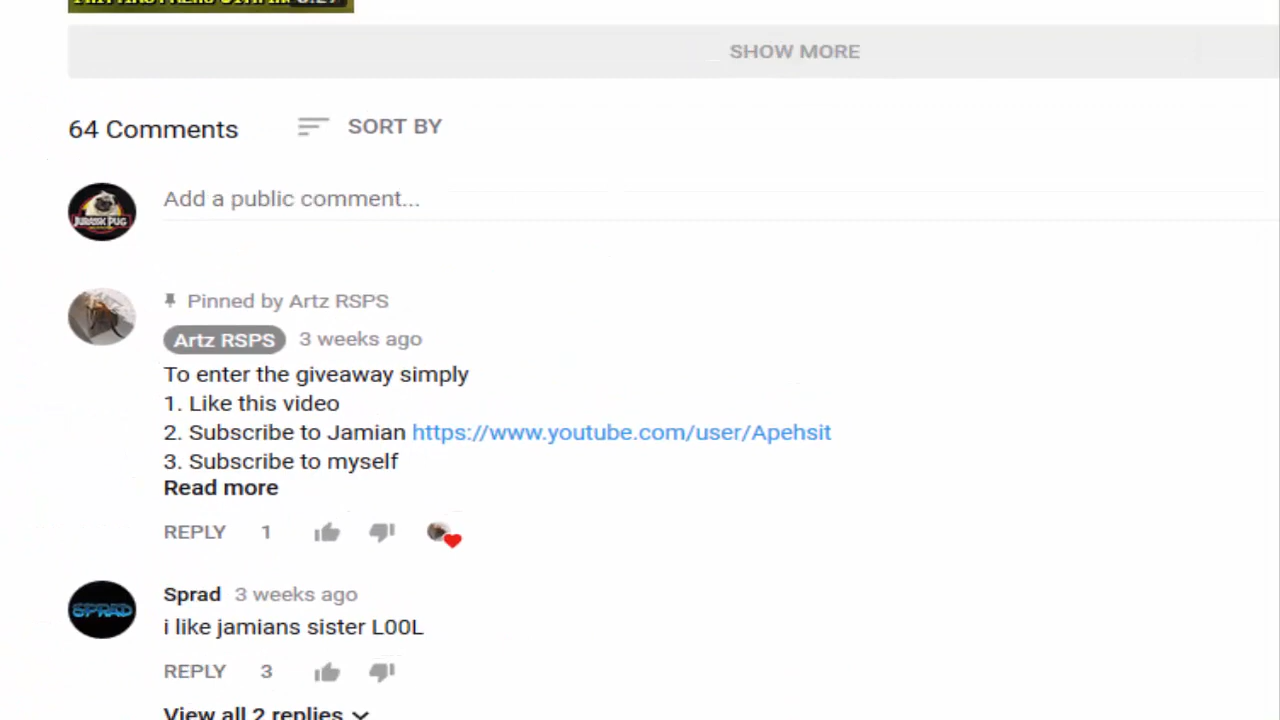 SHOW MORE
64 Comments SORT BY
Add a public comment...
JURASSIC PUG
Pinned by Artz RSPS
Artz RSPS 3 weeks ago
To enter the giveaway simply
1. Like this video
2. Subscribe to Jamian https://www.youtube.com/user/Apehsit
3. Subscribe to myself
Read more
REPLY 1
Sprad 3 weeks ago
SPRAD
i like jamians sister L00L
REPLY 3
View all 2 replies